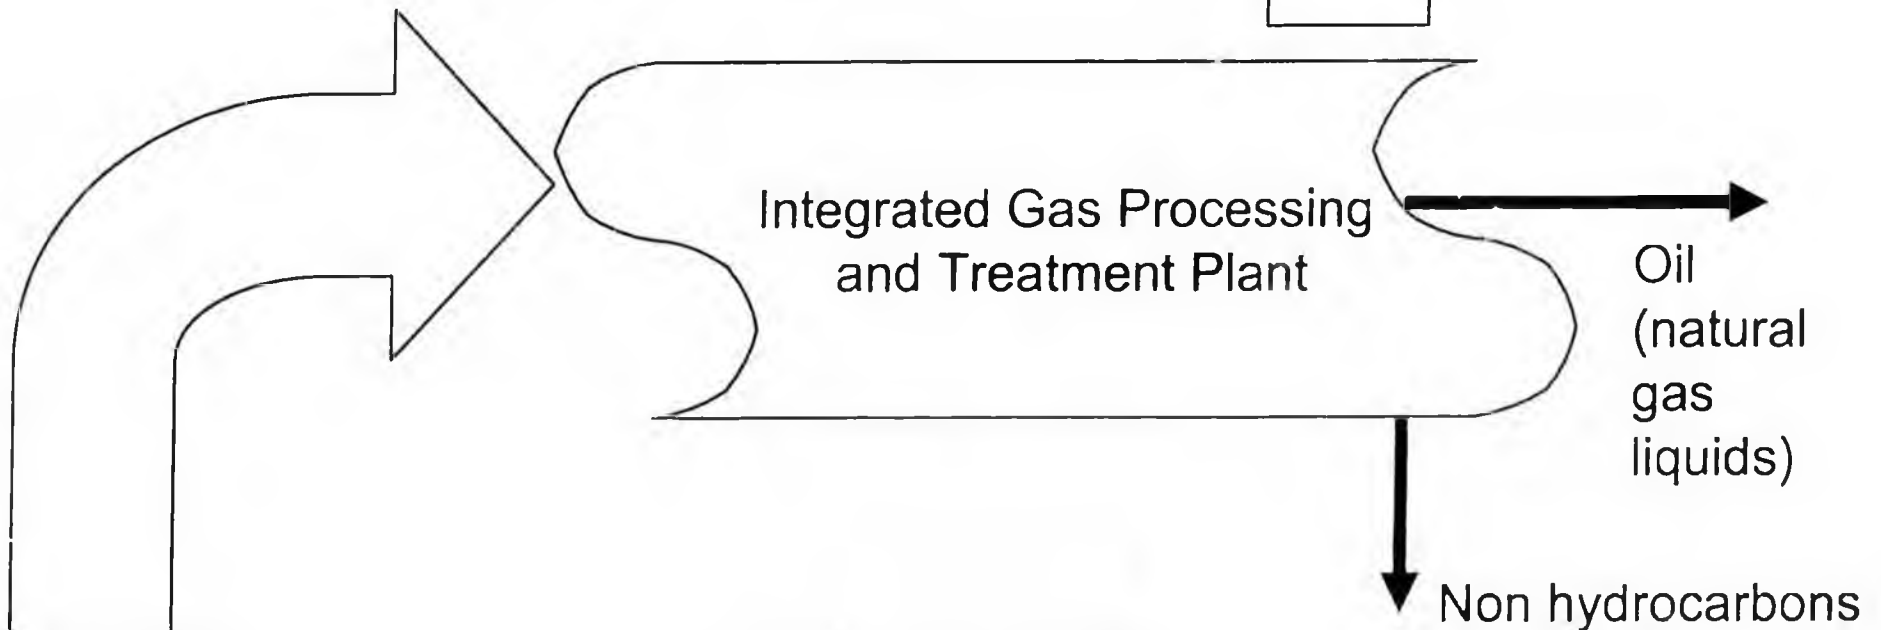 Integrated Gas Processing
and Treatment Plant
Oil
(natural
gas
liquids)
Non hydrocarbons